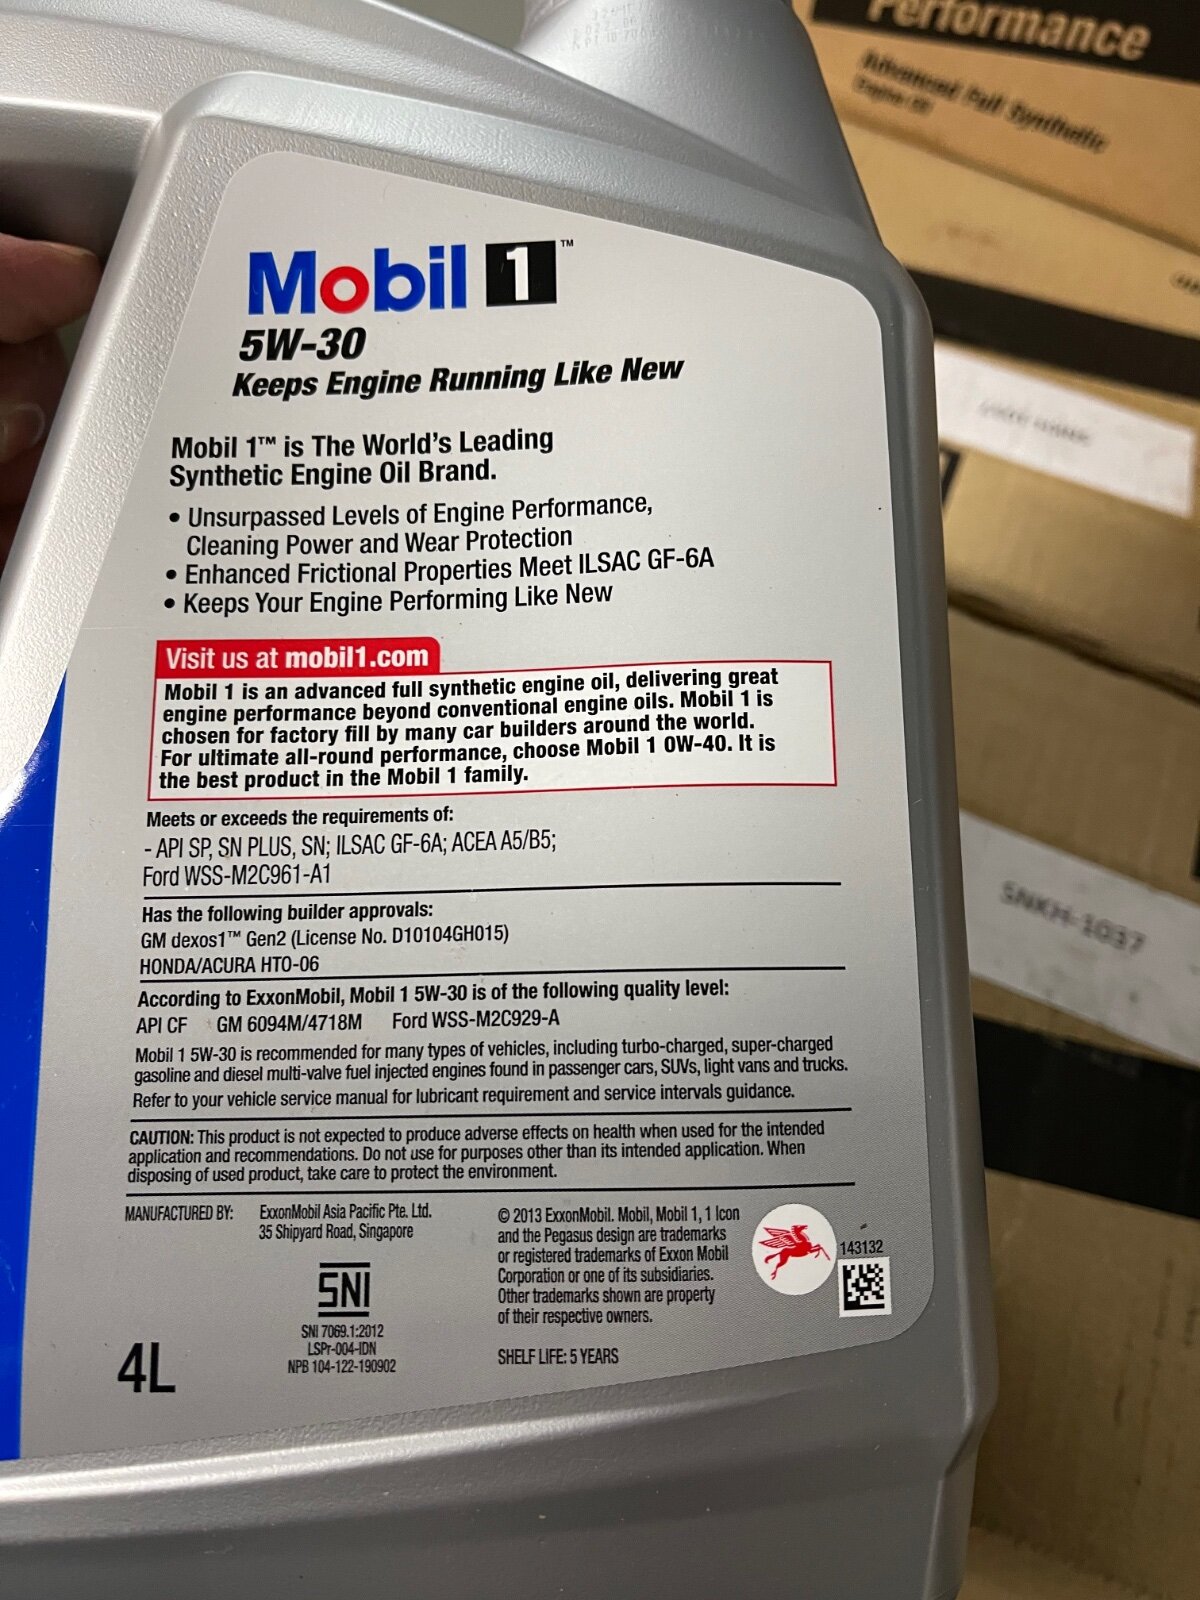 Performance
Advanced Full Synthetic
Engine Oil
Mobil 1™
5W-30
Keeps Engine Running Like New
Mobil 1™ is The World's Leading
Synthetic Engine Oil Brand.
• Unsurpassed Levels of Engine Performance,
Cleaning Power and Wear Protection
• Enhanced Frictional Properties Meet ILSAC GF-6A
• Keeps Your Engine Performing Like New
Visit us at mobil1.com
Mobil 1 is an advanced full synthetic engine oil, delivering great
engine performance beyond conventional engine oils. Mobil 1 is
chosen for factory fill by many car builders around the world.
For ultimate all-round performance, choose Mobil 1 0W-40. It is
the best product in the Mobil 1 family.
Meets or exceeds the requirements of:
- API SP, SN PLUS, SN; ILSAC GF-6A; ACEA A5/B5;
Ford WSS-M2C961-A1
Has the following builder approvals:
GM dexos1™ Gen2 (License No. D10104GH015)
HONDA/ACURA HTO-06
According to ExxonMobil, Mobil 1 5W-30 is of the following quality level:
API CF GM 6094M/4718M Ford WSS-M2C929-A
Mobil 1 5W-30 is recommended for many types of vehicles, including turbo-charged, super-charged
gasoline and diesel multi-valve fuel injected engines found in passenger cars, SUVs, light vans and trucks.
Refer to your vehicle service manual for lubricant requirement and service intervals guidance.
CAUTION: This product is not expected to produce adverse effects on health when used for the intended
application and recommendations. Do not use for purposes other than its intended application. When
disposing of used product, take care to protect the environment.
MANUFACTURED BY: ExxonMobil Asia Pacific Pte. Ltd.
35 Shipyard Road, Singapore
SNI
SNI 7069.1:2012
LSPr-004-IDN
NPB 104-122-190902
4L
© 2013 ExxonMobil. Mobil, Mobil 1, 1 Icon
and the Pegasus design are trademarks
or registered trademarks of Exxon Mobil
Corporation or one of its subsidiaries.
Other trademarks shown are property
of their respective owners.
SHELF LIFE: 5 YEARS
143132
SNKH-1037